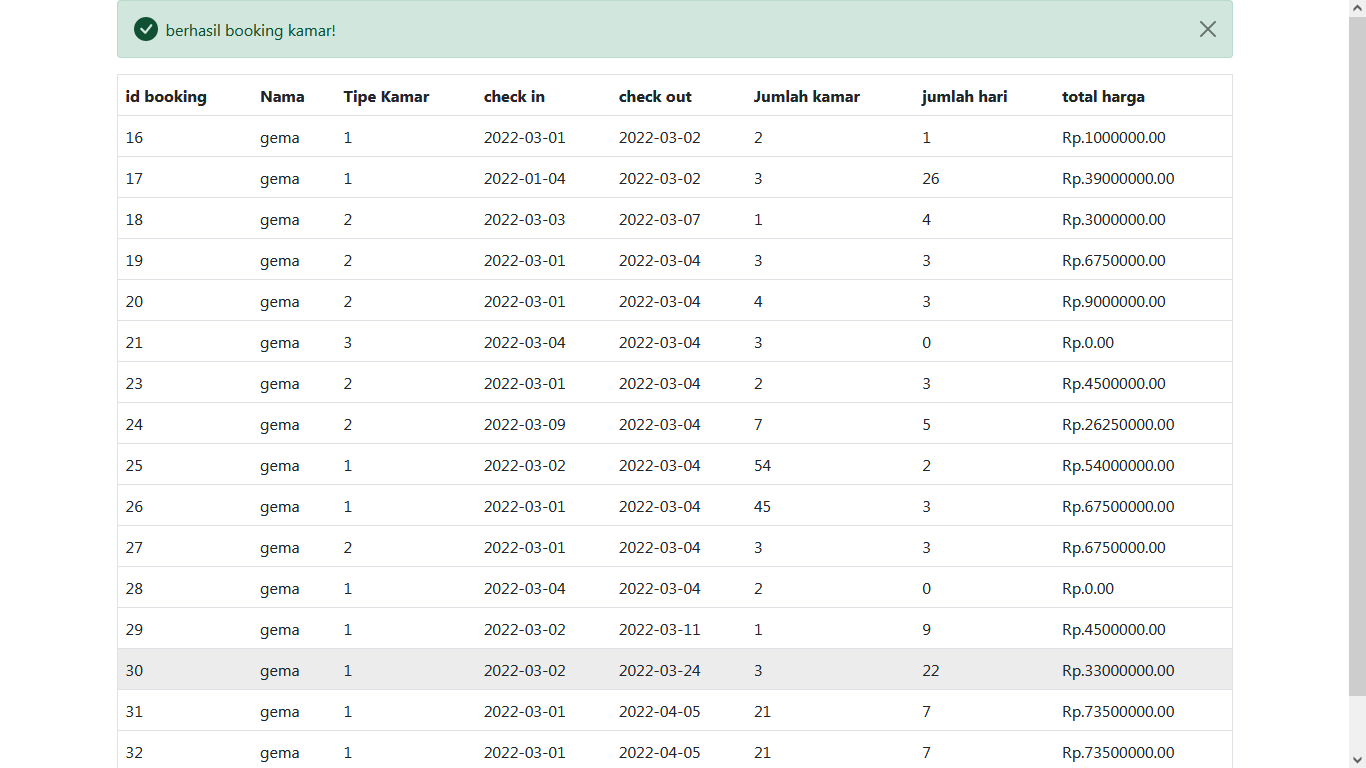 berhasil booking kamar!
id booking Nama Tipe Kamar check in check out Jumlah kamar jumlah hari total harga
16 gema 1 2022-03-01 2022-03-02 2 1 Rp.1000000.00
17 gema 1 2022-01-04 2022-03-02 3 26 Rp.39000000.00
18 gema 2 2022-03-03 2022-03-07 1 4 Rp.3000000.00
19 gema 2 2022-03-01 2022-03-04 3 3 Rp.6750000.00
20 gema 2 2022-03-01 2022-03-04 4 3 Rp.9000000.00
21 gema 3 2022-03-04 2022-03-04 3 0 Rp.0.00
23 gema 2 2022-03-01 2022-03-04 2 3 Rp.4500000.00
24 gema 2 2022-03-09 2022-03-04 7 5 Rp.26250000.00
25 gema 1 2022-03-02 2022-03-04 54 2 Rp.54000000.00
26 gema 1 2022-03-01 2022-03-04 45 3 Rp.67500000.00
27 gema 2 2022-03-01 2022-03-04 3 3 Rp.6750000.00
28 gema 1 2022-03-04 2022-03-04 2 0 Rp.0.00
29 gema 1 2022-03-02 2022-03-11 1 9 Rp.4500000.00
30 gema 1 2022-03-02 2022-03-24 3 22 Rp.33000000.00
31 gema 1 2022-03-01 2022-04-05 21 7 Rp.73500000.00
32 gema 1 2022-03-01 2022-04-05 21 7 Rp.73500000.00